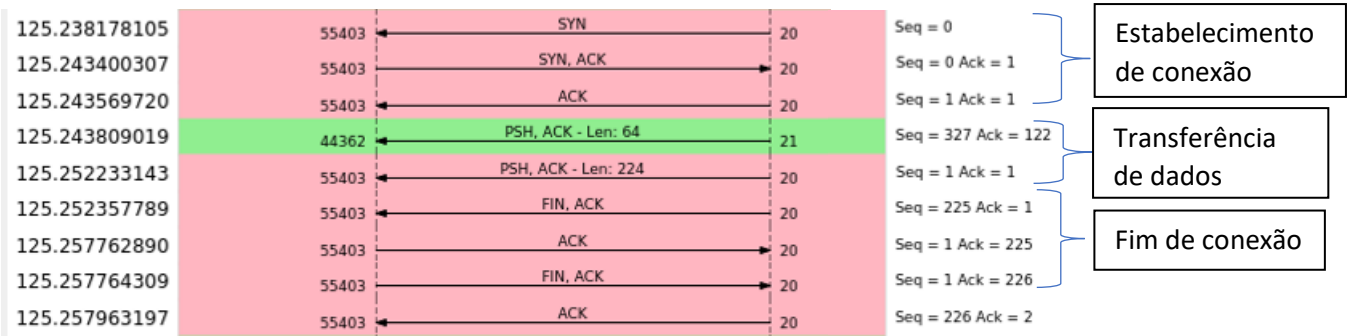 125.238178105 55403 SYN 20 Seq = 0
125.243400307 55403 SYN, ACK 20 Seq = 0 Ack = 1
125.243569720 55403 ACK 20 Seq = 1 Ack = 1
Estabelecimento
de conexão
125.243809019 44362 PSH, ACK - Len: 64 21 Seq = 327 Ack = 122
125.252233143 55403 PSH, ACK - Len: 224 20 Seq = 1 Ack = 1
Transferência
de dados
125.252357789 55403 FIN, ACK 20 Seq = 225 Ack = 1
125.257762890 55403 ACK 20 Seq = 1 Ack = 225
125.257764309 55403 FIN, ACK 20 Seq = 1 Ack = 226
Fim de conexão
125.257963197 55403 ACK 20 Seq = 226 Ack = 2